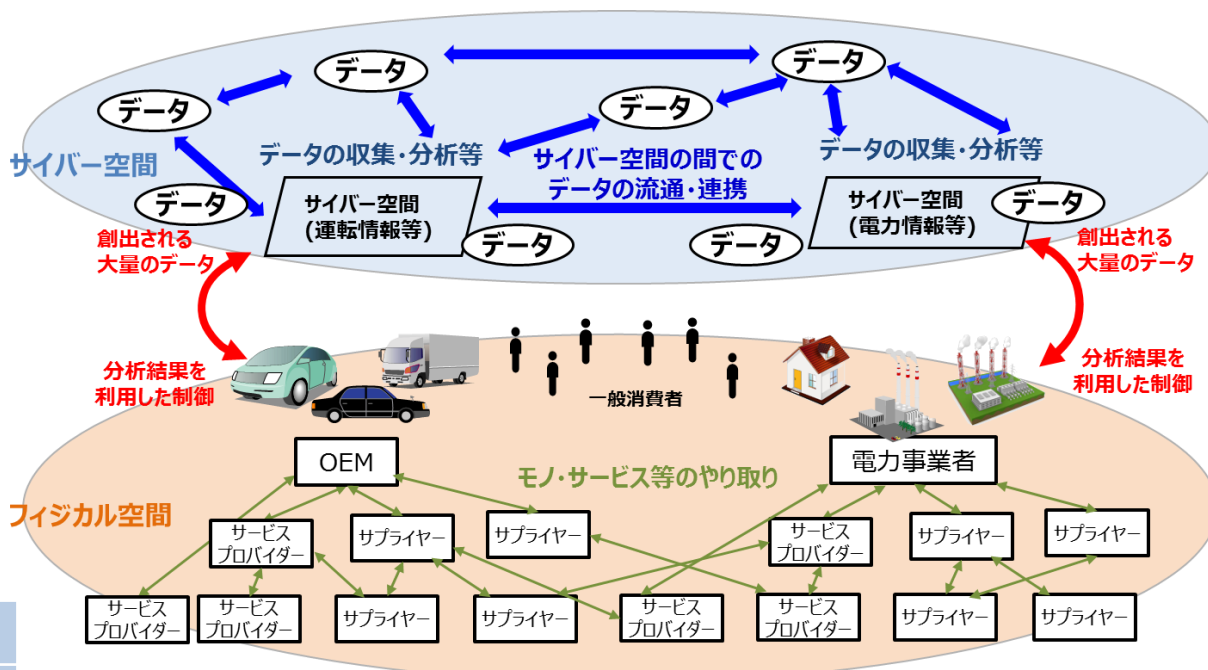 データ
データ
データ
データ
データの収集・分析等
サイバー空間の間での
データの流通・連携
データの収集・分析等
サイバー空間
データ
サイバー空間
(運転情報等)
データ
データ
サイバー空間
(電力情報等)
データ
創出される
大量のデータ
創出される
大量のデータ
分析結果を
利用した制御
一般消費者
分析結果を
利用した制御
OEM
モノ・サービス等のやり取り
電力事業者
フィジカル空間
サービス
プロバイダー
サプライヤー
サプライヤー
サービス
プロバイダー
サプライヤー
サプライヤー
サービス
プロバイダー
サービス
プロバイダー
サプライヤー
サプライヤー
サービス
プロバイダー
サービス
プロバイダー
サプライヤー
サプライヤー